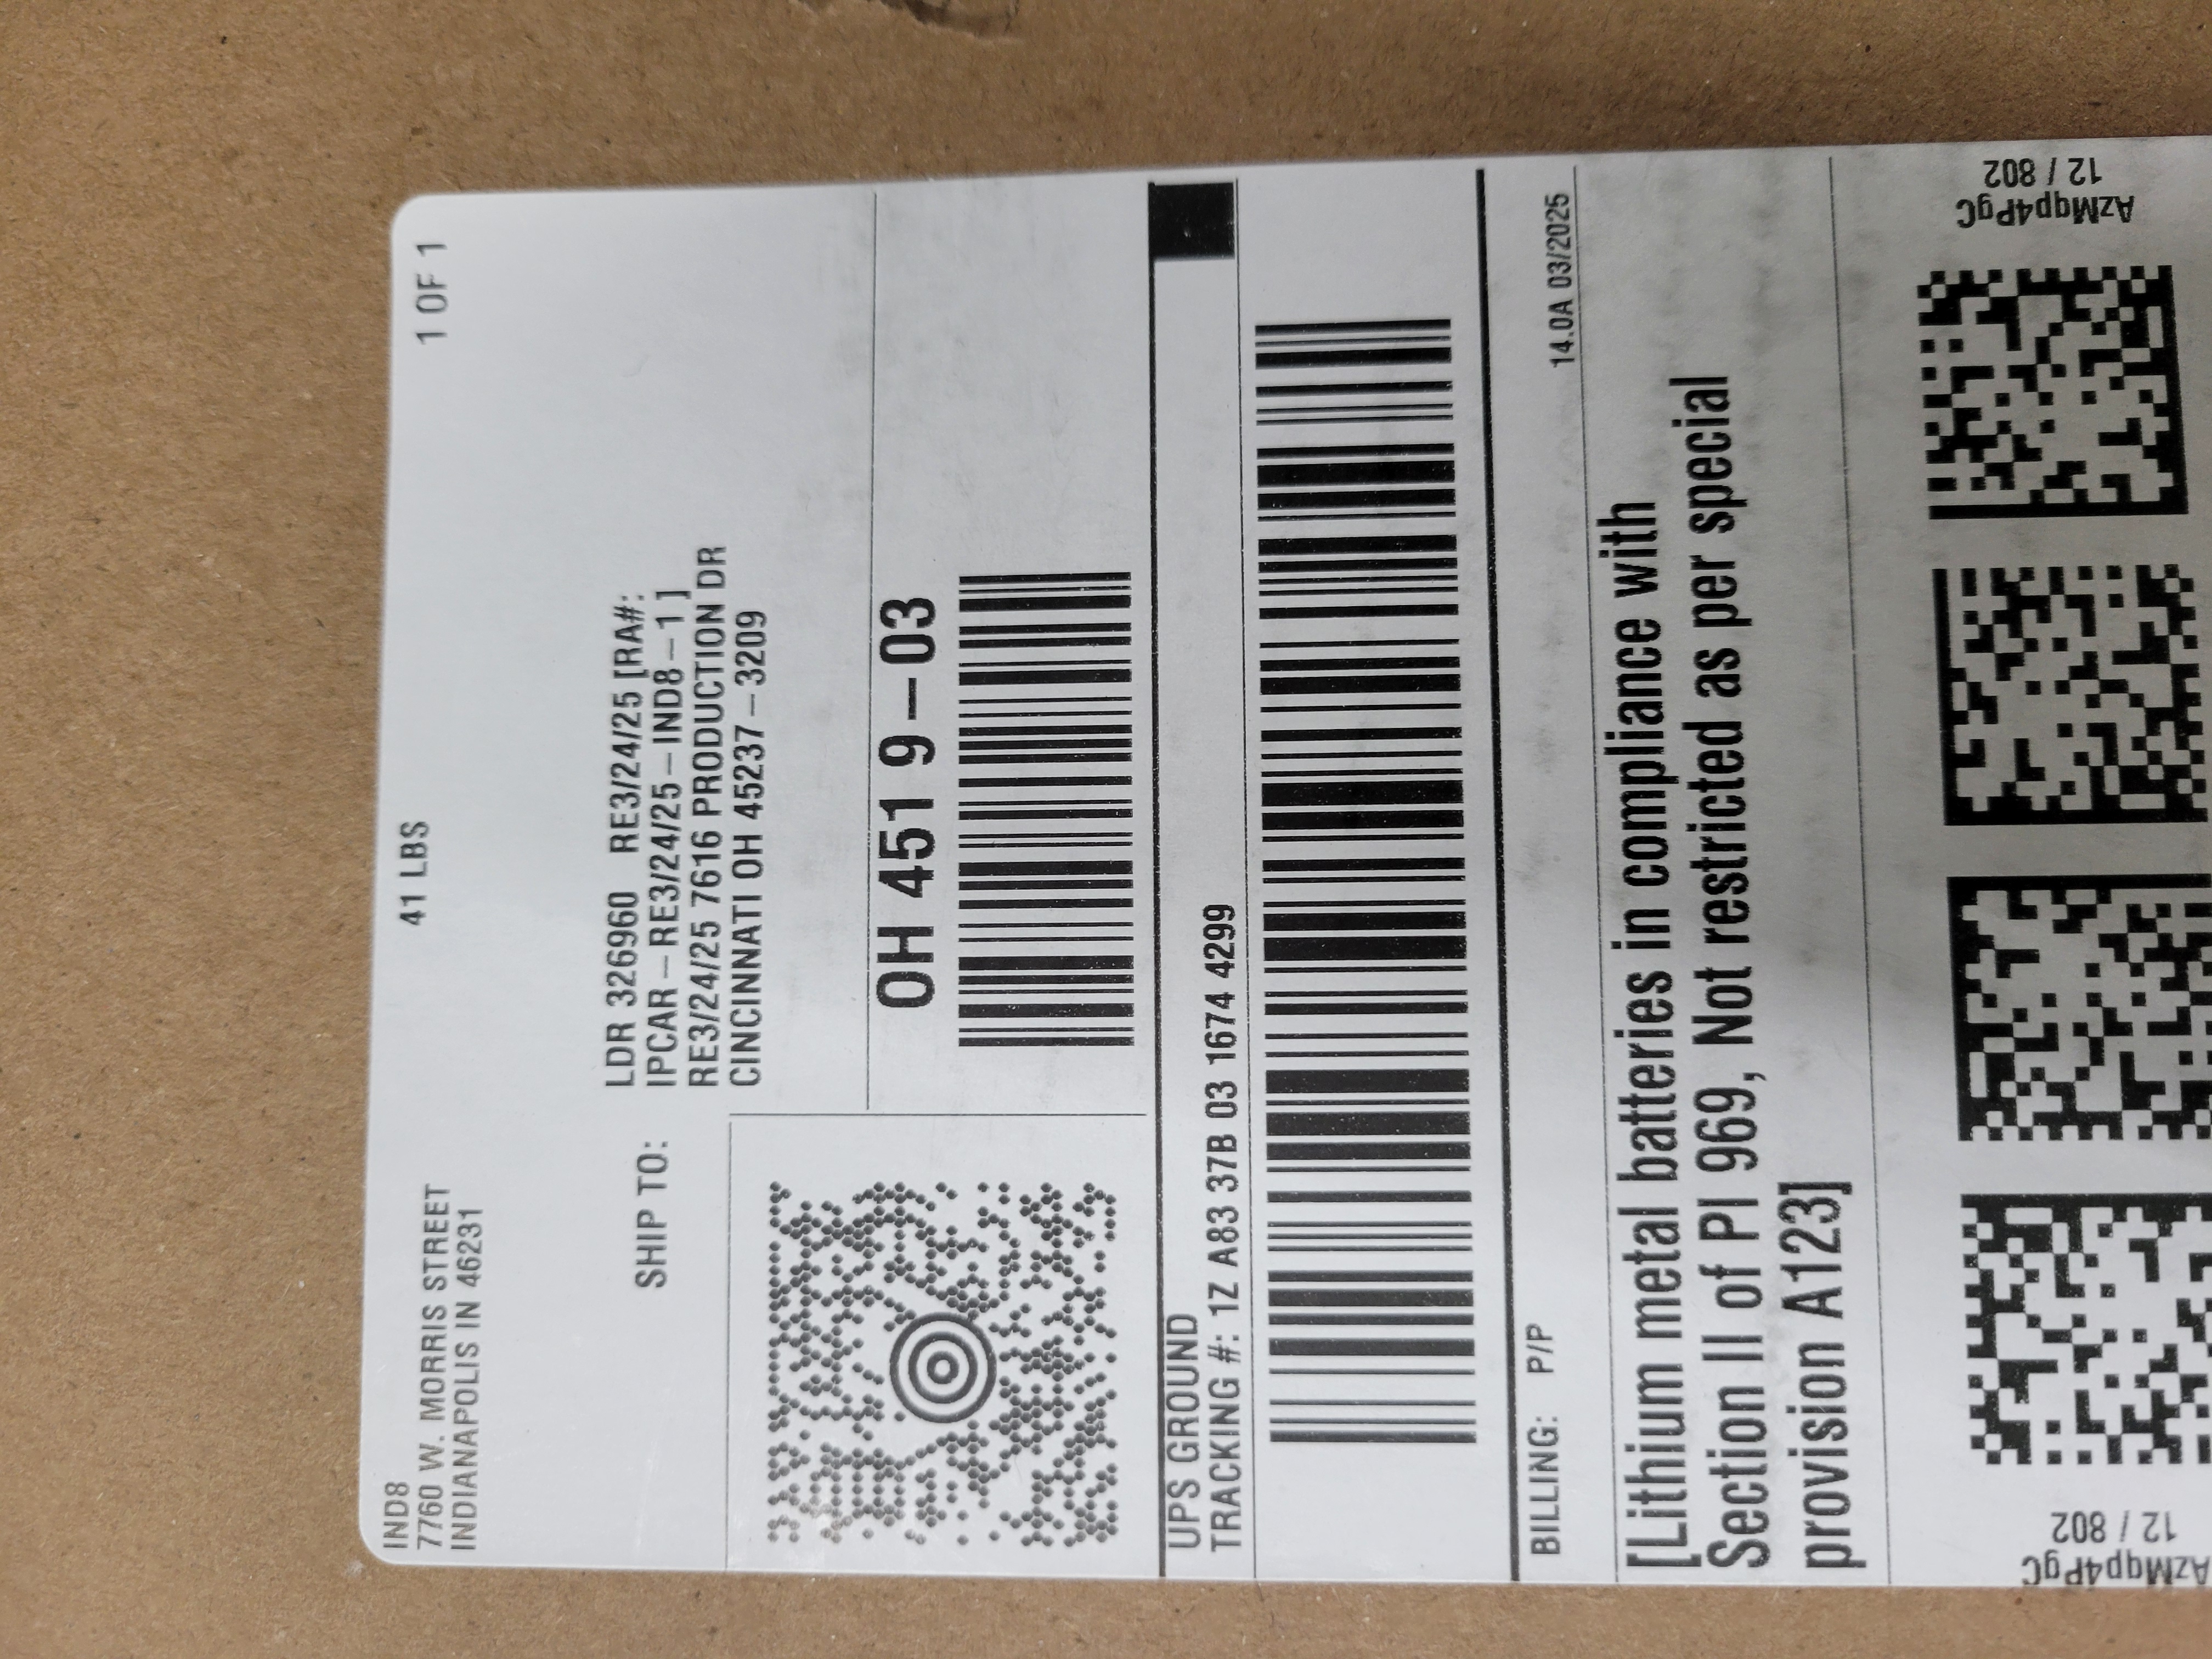 IND8
7760 W. MORRIS STREET
INDIANAPOLIS IN 46231
41 LBS
1 OF 1
SHIP TO:
LDR 326960 RE3/24/25 [RA#:
IPCAR-RE3/24/25-IND8-1]
RE3/24/25 7616 PRODUCTION DR
CINCINNATI OH 45237-3209
OH 451 9-03
UPS GROUND
TRACKING #: 1Z A83 37B 03 1674 4299
BILLING: P/P
14.0A 03/2025
[Lithium metal batteries in compliance with
Section II of PI 969, Not restricted as per special
provision A123]
AzMqp4PgC
12 / 802
AzMqp4PgC
12 / 802